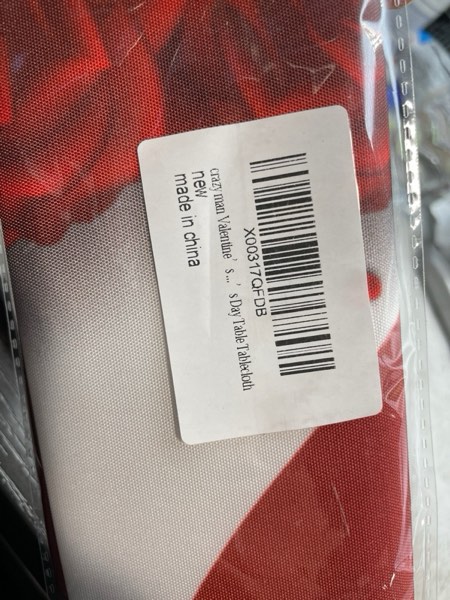 X00317QFDB
crazy man Valentine's...'s Day Table Tablecloth
new
made in china